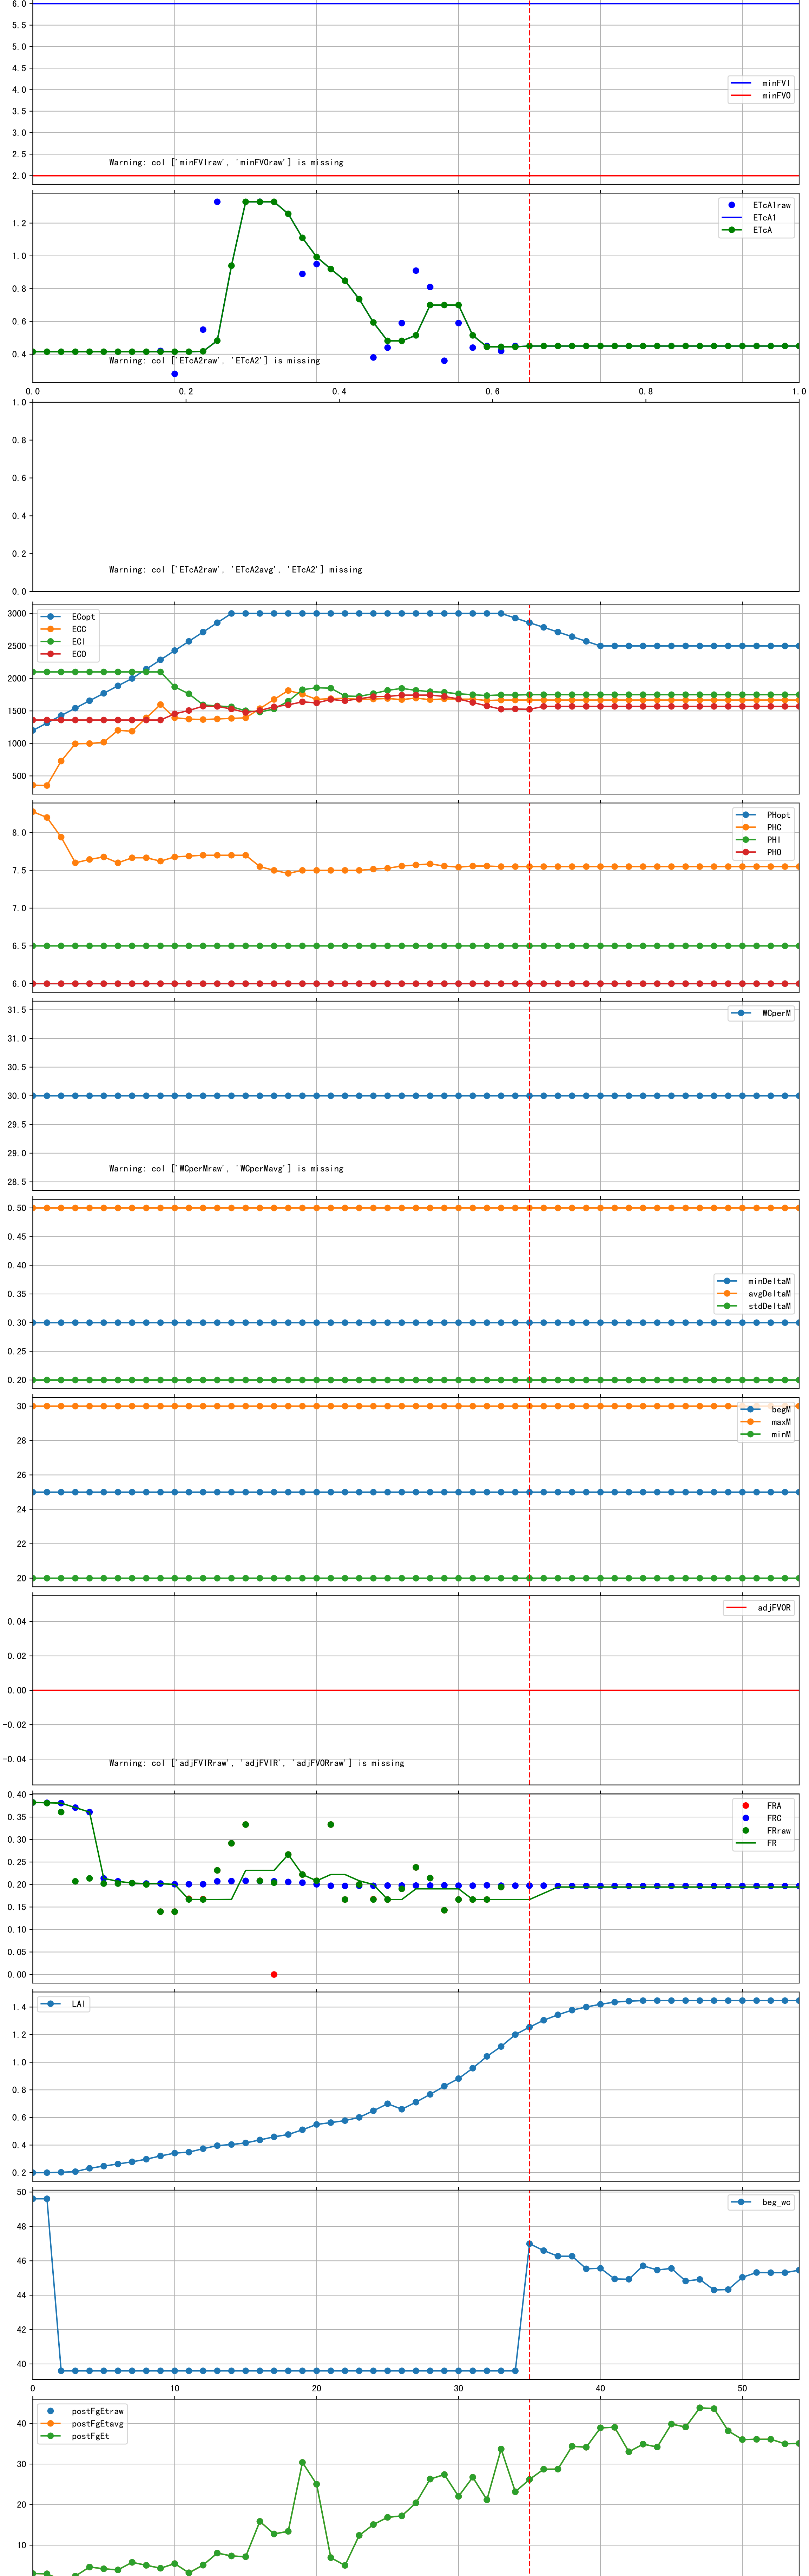 6.0
5.5
5.0
4.5
4.0
3.5
3.0
2.5
2.0
minFVI
minFVO
Warning: col ['minFVIraw', 'minFVOraw'] is missing
1.2
1.0
0.8
0.6
0.4
ETcA1raw
ETcA1
ETcA
Warning: col ['ETcA2raw', 'ETcA2'] is missing
0.0 0.2 0.4 0.6 0.8 1.0
1.0
0.8
0.6
0.4
0.2
0.0
Warning: col ['ETcA2raw', 'ETcA2avg', 'ETcA2'] missing
3000
2500
2000
1500
1000
500
ECopt
ECC
ECI
ECO
8.0
7.5
7.0
6.5
6.0
PHopt
PHC
PHI
PHO
31.5
31.0
30.5
30.0
29.5
29.0
28.5
WCperM
Warning: col ['WCperMraw', 'WCperMavg'] is missing
0.50
0.45
0.40
0.35
0.30
0.25
0.20
minDeltaM
avgDeltaM
stdDeltaM
30
28
26
24
22
20
begM
maxM
minM
0.04
0.02
0.00
−0.02
−0.04
adjFVOR
Warning: col ['adjFVIRraw', 'adjFVIR', 'adjFVORraw'] is missing
0.40
0.35
0.30
0.25
0.20
0.15
0.10
0.05
0.00
FRA
FRC
FRraw
FR
1.4
1.2
1.0
0.8
0.6
0.4
0.2
LAI
50
48
46
44
42
40
beg_wc
0 10 20 30 40 50
40
30
20
10
postFgEtraw
postFgEtavg
postFgEt